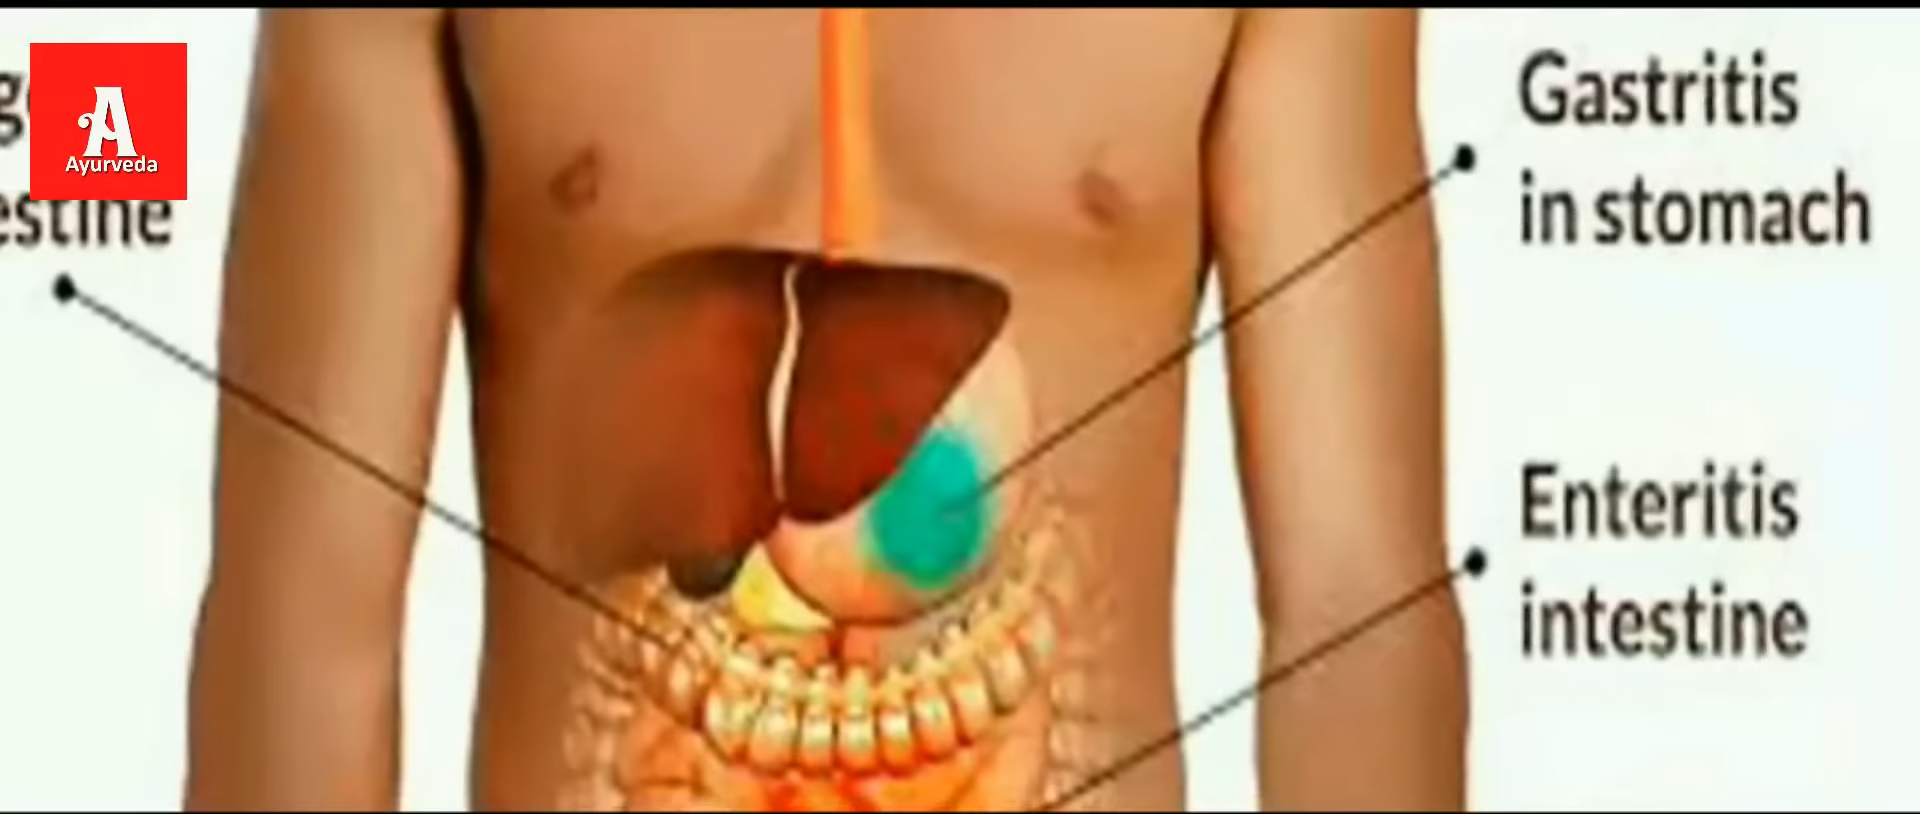 A
Ayurveda
Gastritis
in stomach
Enteritis
intestine